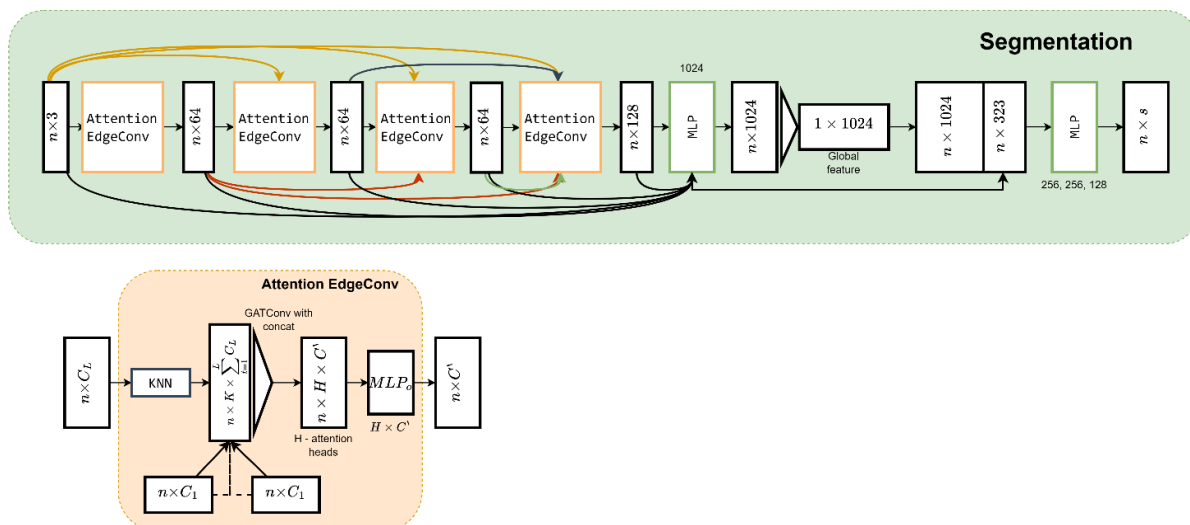 Segmentation
n×3
Attention
EdgeConv
n×64
Attention
EdgeConv
n×64
Attention
EdgeConv
n×64
Attention
EdgeConv
n×128
1024
MLP
n×1024
1 × 1024
Global
feature
n × 1024
n × 323
MLP
256, 256, 128
n × s
Attention EdgeConv
GATConv with
concat
n×C_L
KNN
n × K × ∑_{t=1}^{L} C_L
n × H × C'
H - attention
heads
MLP_o
H × C'
n×C'
n×C_1
n×C_1